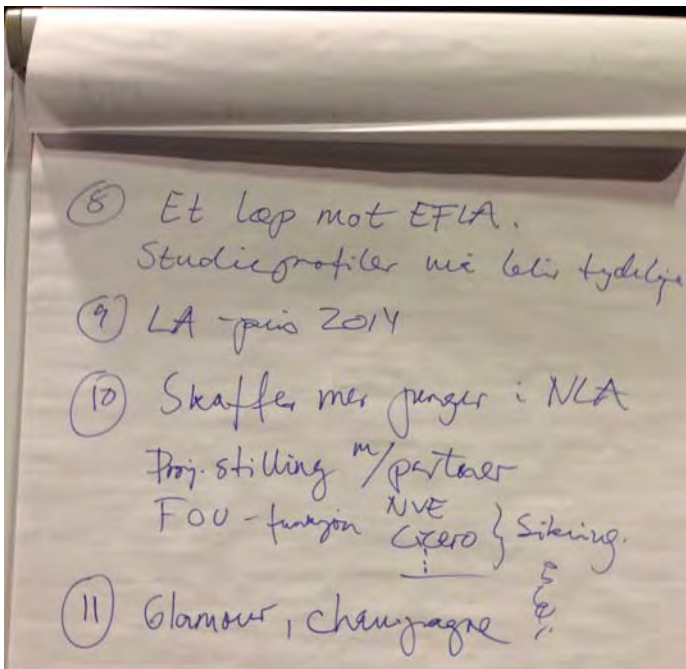 ⑧ Et løp mot EFLA.
Studieprofiler må blir tydelige
⑨ LA-pris 2014
⑩ Skaffe mer penger i NLA
Proj. stilling m/partner
FOU-funksjon NVE
Cicero } Sikring.
⑪ Glamour, champagne